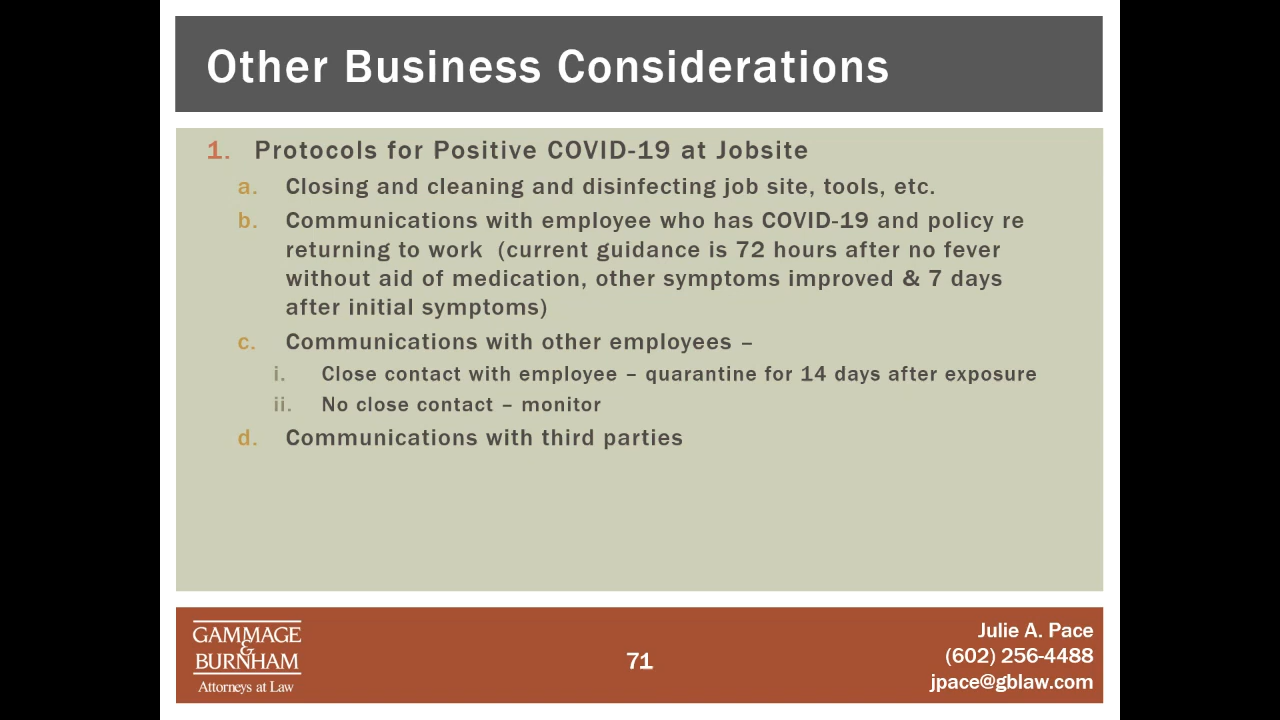 Other Business Considerations
1. Protocols for Positive COVID-19 at Jobsite
a. Closing and cleaning and disinfecting job site, tools, etc.
b. Communications with employee who has COVID-19 and policy re
returning to work (current guidance is 72 hours after no fever
without aid of medication, other symptoms improved & 7 days
after initial symptoms)
c. Communications with other employees –
i. Close contact with employee – quarantine for 14 days after exposure
ii. No close contact – monitor
d. Communications with third parties
GAMMAGE
&
BURNHAM
Attorneys at Law
71
Julie A. Pace
(602) 256-4488
jpace@gblaw.com